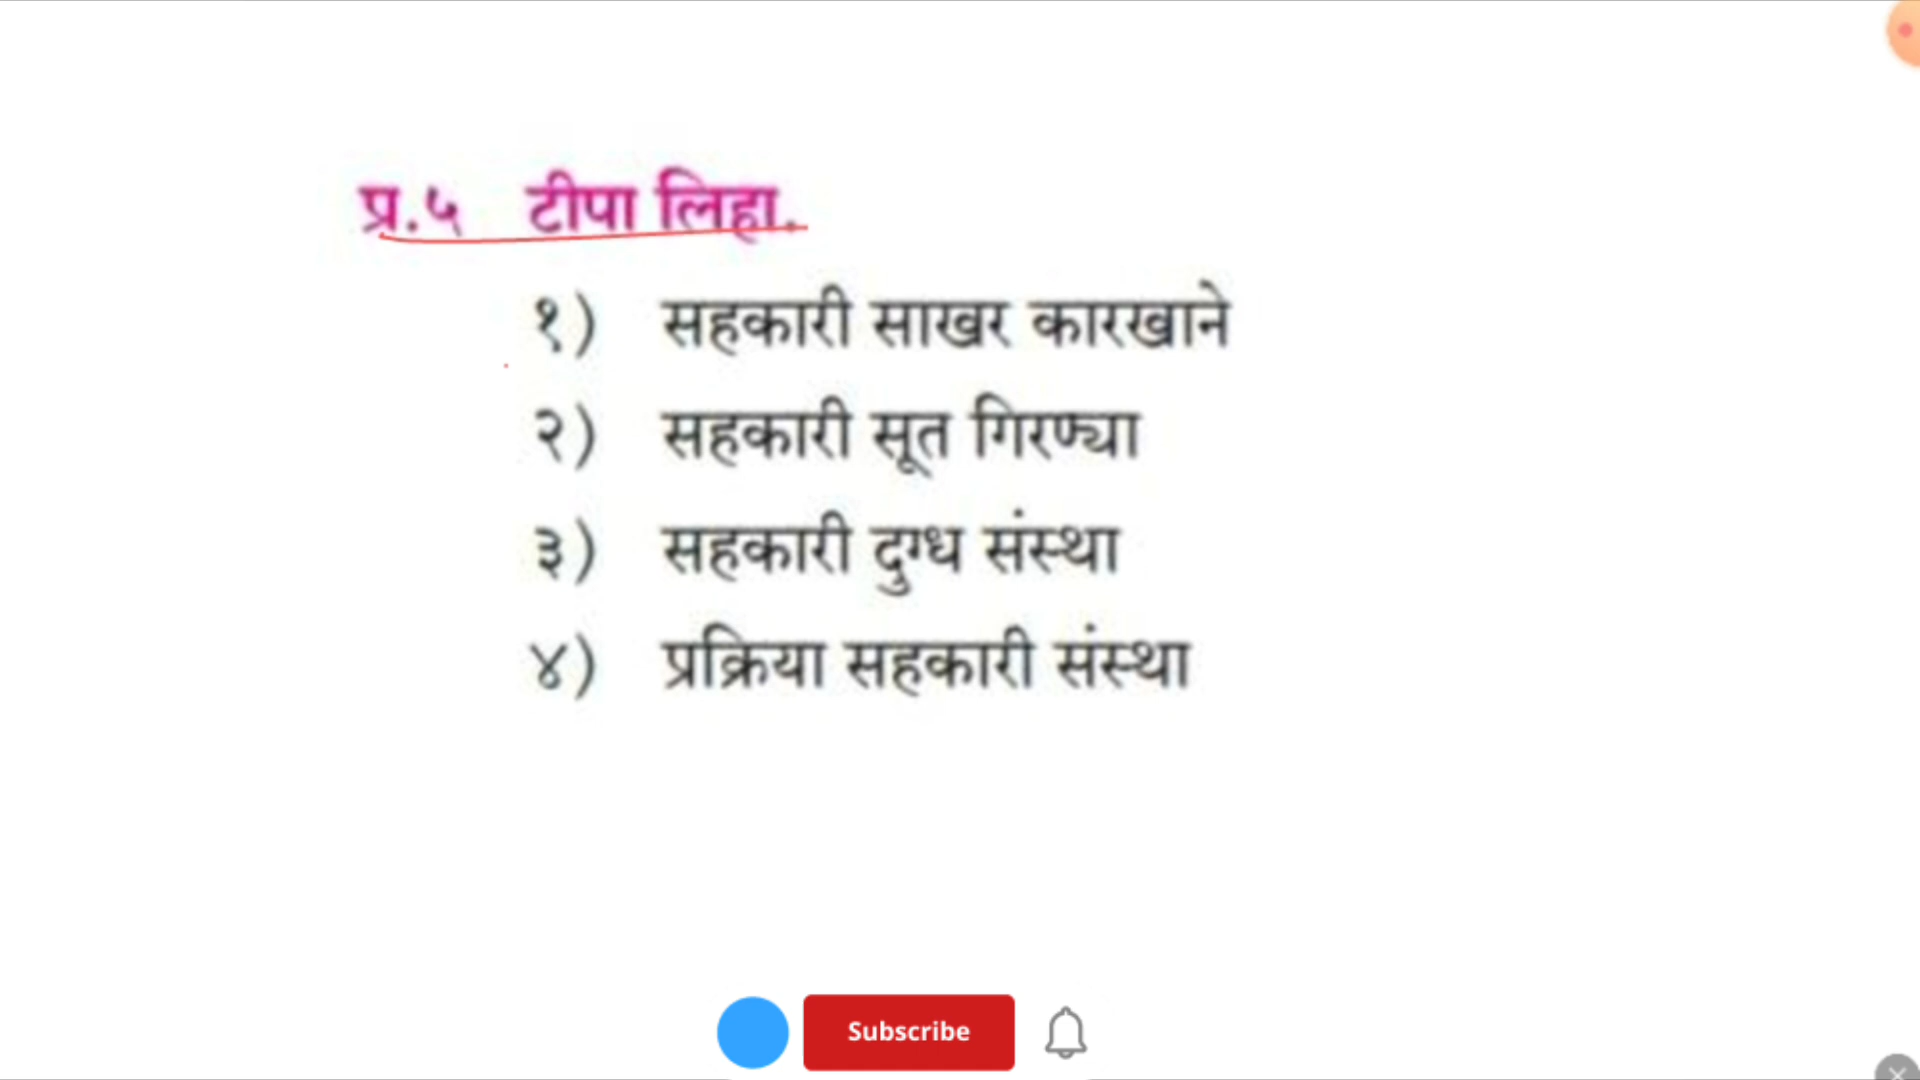 प्र.५ टीपा लिहा.
१) सहकारी साखर कारखाने
२) सहकारी सूत गिरण्या
३) सहकारी दुग्ध संस्था
४) प्रक्रिया सहकारी संस्था
Subscribe